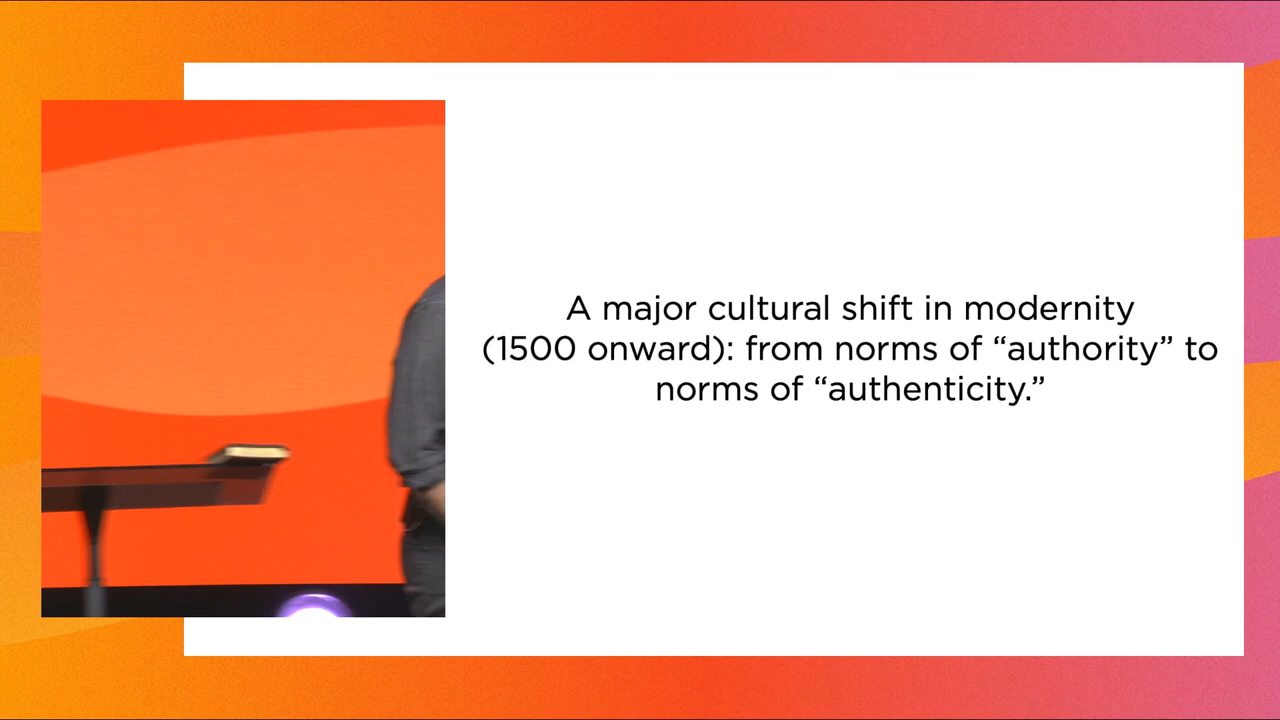 A major cultural shift in modernity
(1500 onward): from norms of “authority” to
norms of “authenticity.”